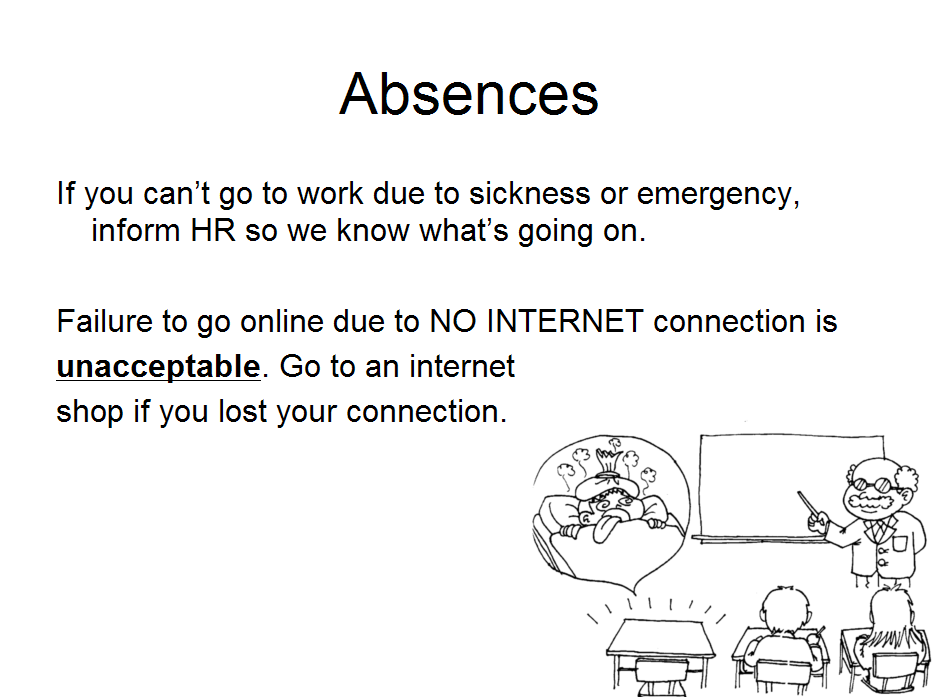 Absences
If you can’t go to work due to sickness or emergency,
inform HR so we know what’s going on.
Failure to go online due to NO INTERNET connection is
unacceptable. Go to an internet
shop if you lost your connection.